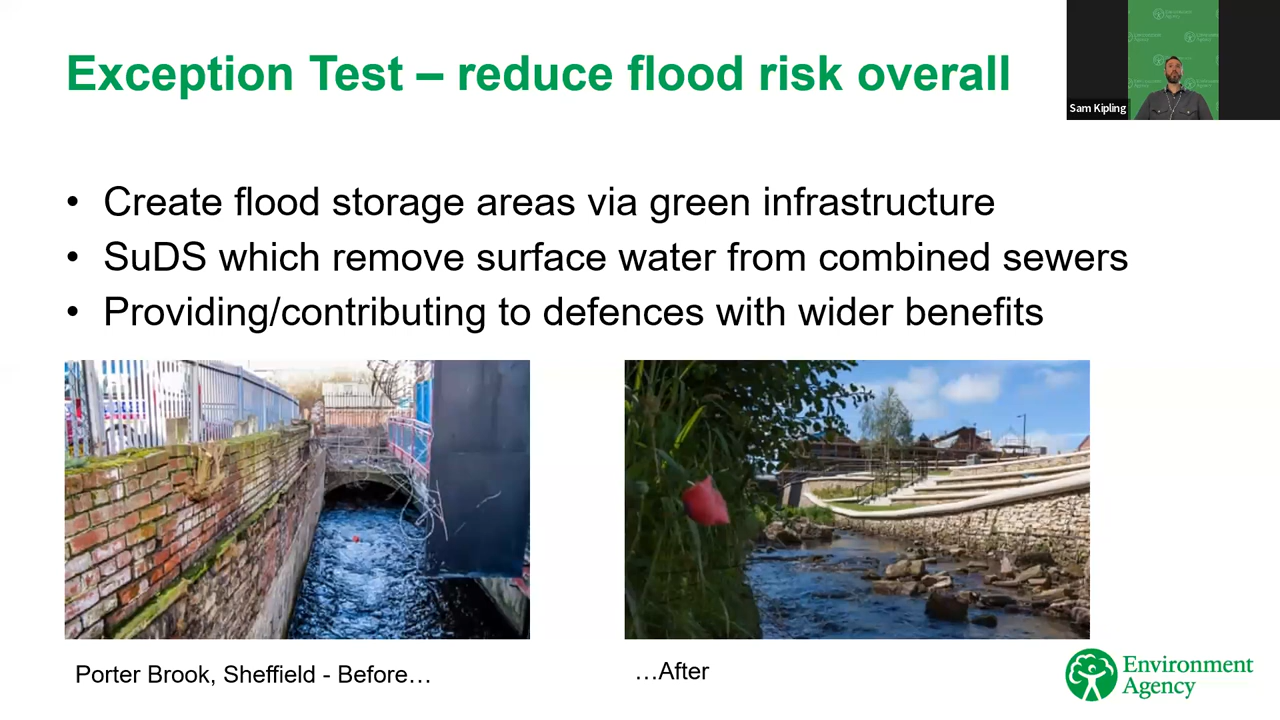 Exception Test – reduce flood risk overall
Sam Kipling
• Create flood storage areas via green infrastructure
• SuDS which remove surface water from combined sewers
• Providing/contributing to defences with wider benefits
Porter Brook, Sheffield - Before…
…After
Environment
Agency